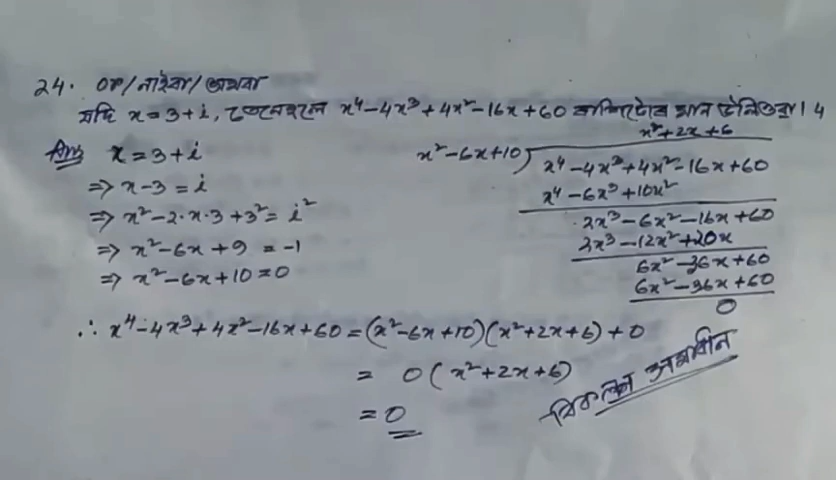 24. OR/নাইবা/অথবা
যদি x = 3+i, তেনেহলে x⁴-4x³+4x²-16x+60 ৰাশিটোৰ মান উলিওৱা। 4
Ans x = 3+i
⇒ x-3 = i
⇒ x²-2·x·3+3² = i²
⇒ x²-6x+9 = -1
⇒ x²-6x+10=0
x²+2x+6
x²-6x+10) x⁴-4x³+4x²-16x+60
x⁴-6x³+10x²
2x³-6x²-16x+60
2x³-12x²+20x
6x²-36x+60
6x²-36x+60
0
∴ x⁴-4x³+4x²-16x+60 = (x²-6x+10)(x²+2x+6)+0
= 0(x²+2x+6)
= 0